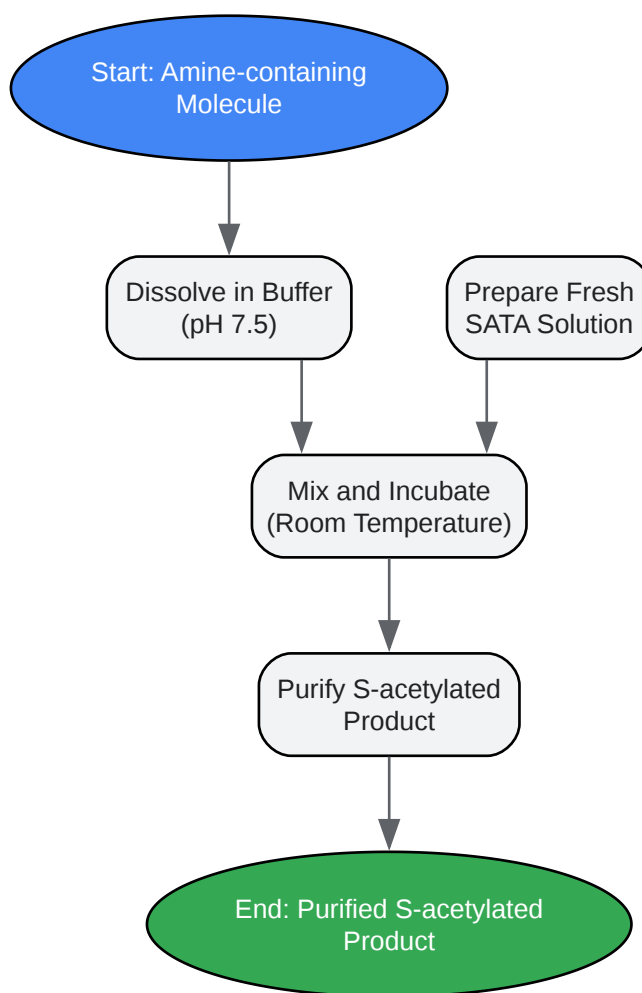 Start: Amine-containing
Molecule
Dissolve in Buffer
(pH 7.5)
Prepare Fresh
SATA Solution
Mix and Incubate
(Room Temperature)
Purify S-acetylated
Product
End: Purified S-acetylated
Product